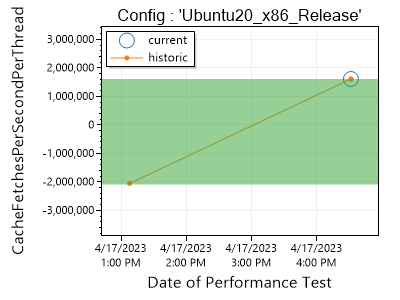 Config : 'Ubuntu20_x86_Release'
CacheFetchesPerSecondPerThread
current
historic
3,000,000
2,000,000
1,000,000
0
-1,000,000
-2,000,000
-3,000,000
4/17/2023 4/17/2023 4/17/2023 4/17/2023
1:00 PM 2:00 PM 3:00 PM 4:00 PM
Date of Performance Test